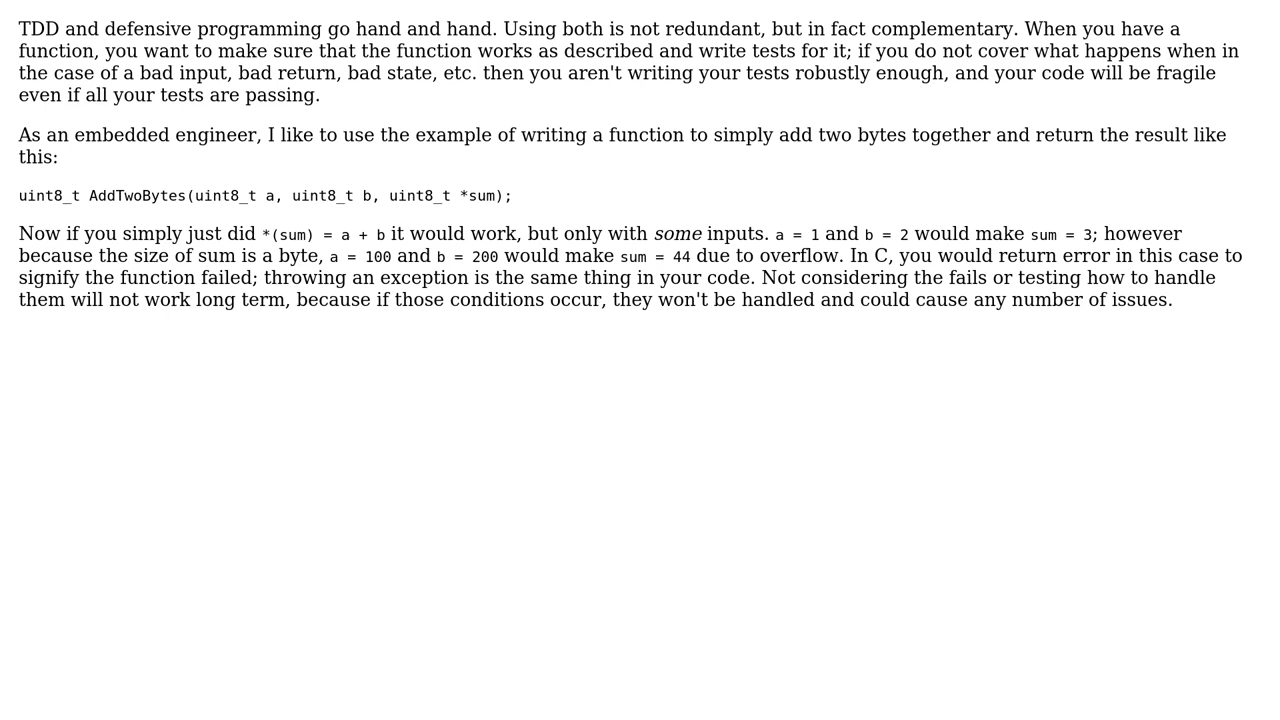 TDD and defensive programming go hand and hand. Using both is not redundant, but in fact complementary. When you have a
function, you want to make sure that the function works as described and write tests for it; if you do not cover what happens when in
the case of a bad input, bad return, bad state, etc. then you aren't writing your tests robustly enough, and your code will be fragile
even if all your tests are passing.
As an embedded engineer, I like to use the example of writing a function to simply add two bytes together and return the result like
this:
uint8_t AddTwoBytes(uint8_t a, uint8_t b, uint8_t *sum);
Now if you simply just did *(sum) = a + b it would work, but only with some inputs. a = 1 and b = 2 would make sum = 3; however
because the size of sum is a byte, a = 100 and b = 200 would make sum = 44 due to overflow. In C, you would return error in this case to
signify the function failed; throwing an exception is the same thing in your code. Not considering the fails or testing how to handle
them will not work long term, because if those conditions occur, they won't be handled and could cause any number of issues.